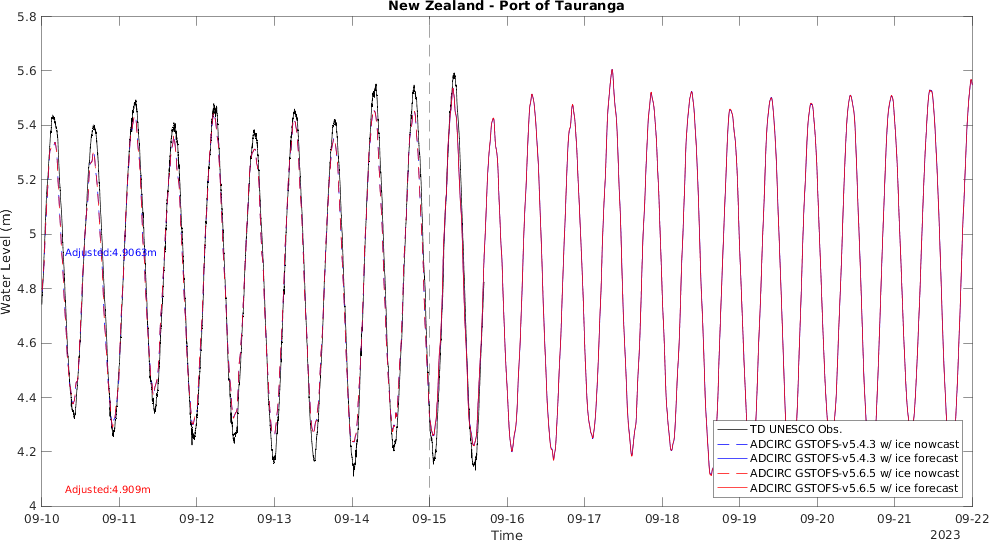 New Zealand - Port of Tauranga
5.8
5.6
5.4
5.2
5
4.8
4.6
4.4
4.2
4
Water Level (m)
Adjusted:4.9063m
Adjusted:4.909m
TD UNESCO Obs.
ADCIRC GSTOFS-v5.4.3 w/ ice nowcast
ADCIRC GSTOFS-v5.4.3 w/ ice forecast
ADCIRC GSTOFS-v5.6.5 w/ ice nowcast
ADCIRC GSTOFS-v5.6.5 w/ ice forecast
09-10 09-11 09-12 09-13 09-14 09-15 09-16 09-17 09-18 09-19 09-20 09-21 09-22
Time
2023